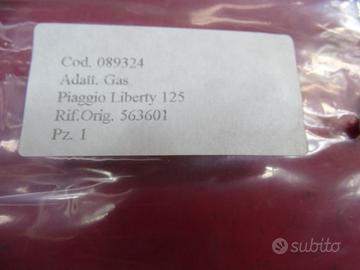 Cod. 089324
Adatt. Gas
Piaggio Liberty 125
Rif.Orig. 563601
Pz. 1
subito